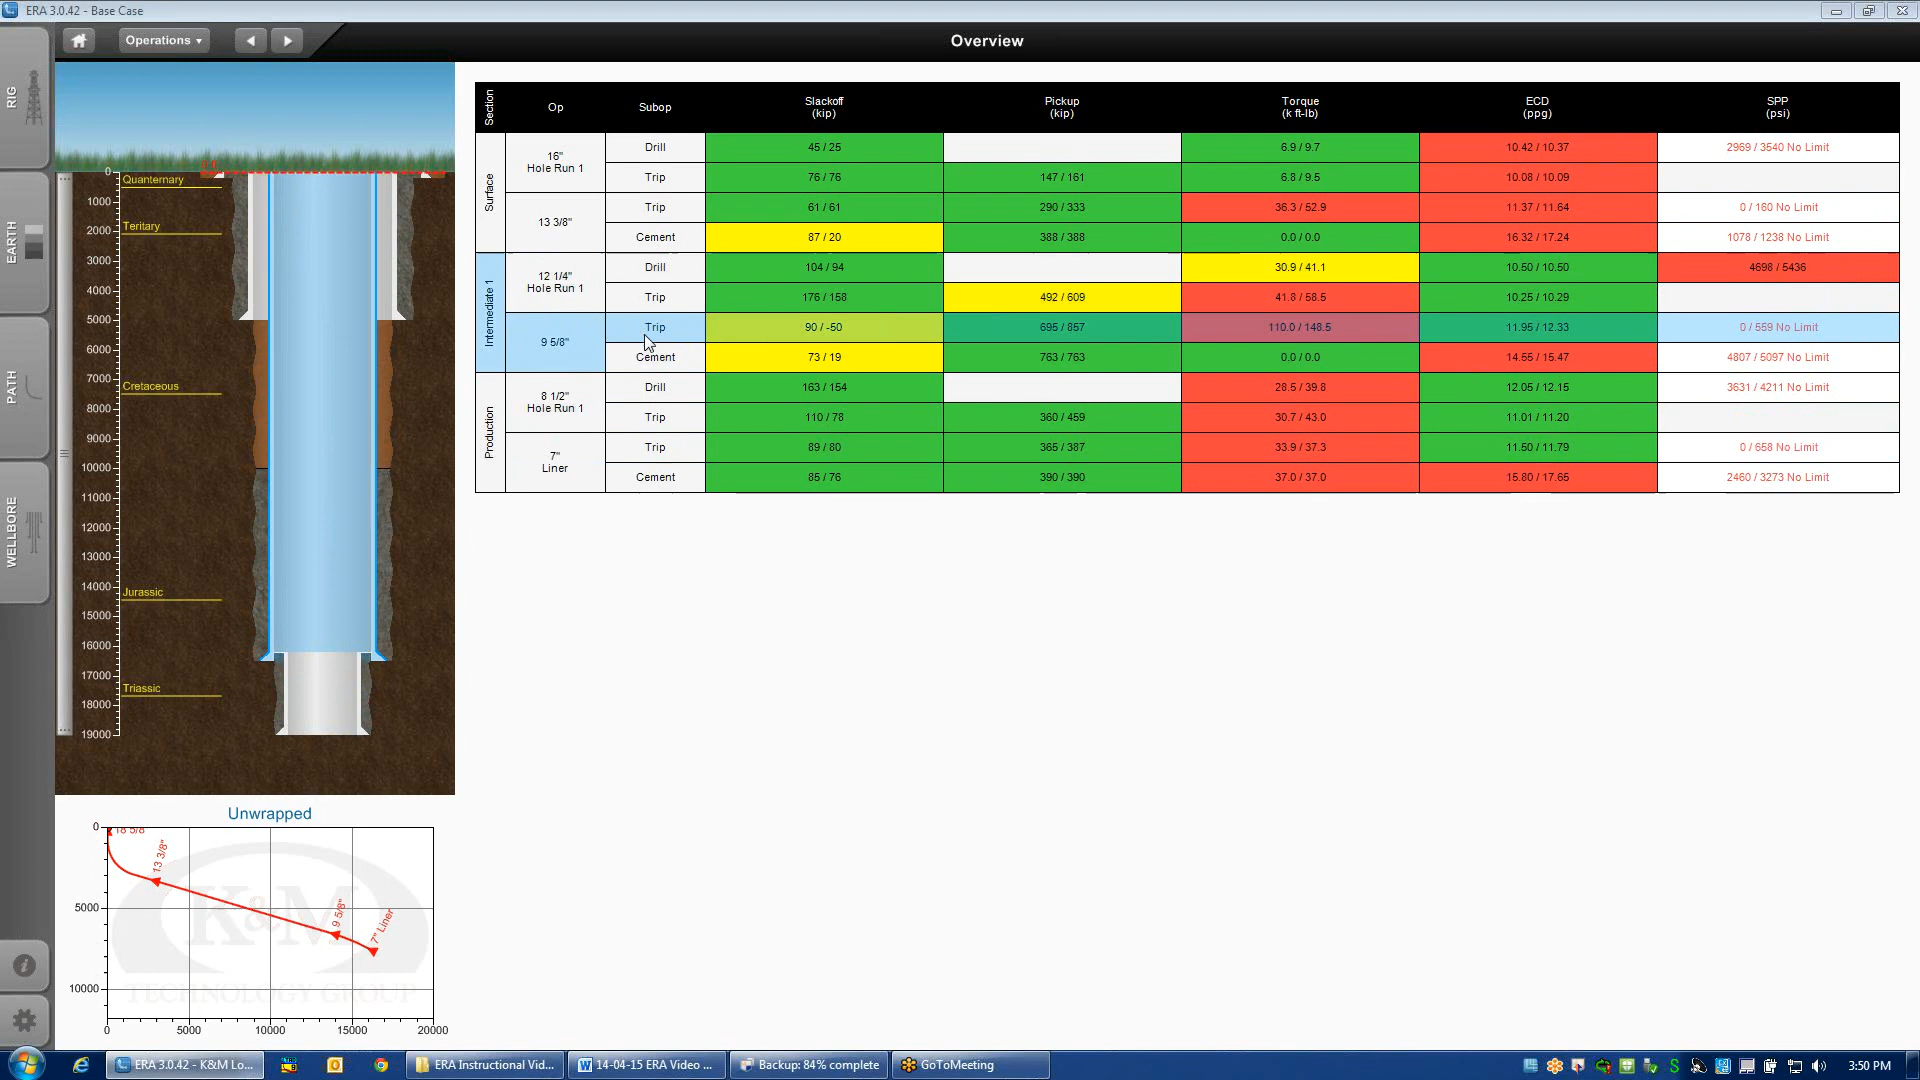 ERA 3.0.42 - Base Case
Operations
Overview
RIG
EARTH
PATH
WELLBORE
0
1000
2000
3000
4000
5000
6000
7000
8000
9000
10000
11000
12000
13000
14000
15000
16000
17000
18000
19000
Quanternary
Teritary
Cretaceous
Jurassic
Triassic
Section Op Subop Slackoff (kip) Pickup (kip) Torque (k ft-lb) ECD (ppg) SPP (psi)
Surface
16" Hole Run 1
Drill 45 / 25 6.9 / 9.7 10.42 / 10.37 2969 / 3540 No Limit
Trip 76 / 76 147 / 161 6.8 / 9.5 10.08 / 10.09
13 3/8"
Trip 61 / 61 290 / 333 36.3 / 52.9 11.37 / 11.64 0 / 160 No Limit
Cement 87 / 20 388 / 388 0.0 / 0.0 16.32 / 17.24 1078 / 1238 No Limit
Intermediate 1
12 1/4" Hole Run 1
Drill 104 / 94 30.9 / 41.1 10.50 / 10.50 4698 / 5436
Trip 176 / 158 492 / 609 41.8 / 58.5 10.25 / 10.29
9 5/8"
Trip 90 / -50 695 / 857 110.0 / 148.5 11.95 / 12.33 0 / 559 No Limit
Cement 73 / 19 763 / 763 0.0 / 0.0 14.55 / 15.47 4807 / 5097 No Limit
Production
8 1/2" Hole Run 1
Drill 163 / 154 28.5 / 39.8 12.05 / 12.15 3631 / 4211 No Limit
Trip 110 / 78 360 / 459 30.7 / 43.0 11.01 / 11.20
7" Liner
Trip 89 / 80 365 / 387 33.9 / 37.3 11.50 / 11.79 0 / 658 No Limit
Cement 85 / 76 390 / 390 37.0 / 37.0 15.80 / 17.65 2460 / 3273 No Limit
Unwrapped
0
5000
10000
18 5/8
13 3/8"
9 5/8"
7" Liner
K&M
TECHNOLOGY GROUP
0 5000 10000 15000 20000
ERA 3.0.42 - K&M Lo...
ERA Instructional Vid...
14-04-15 ERA Video ...
Backup: 84% complete
GoToMeeting
3:50 PM